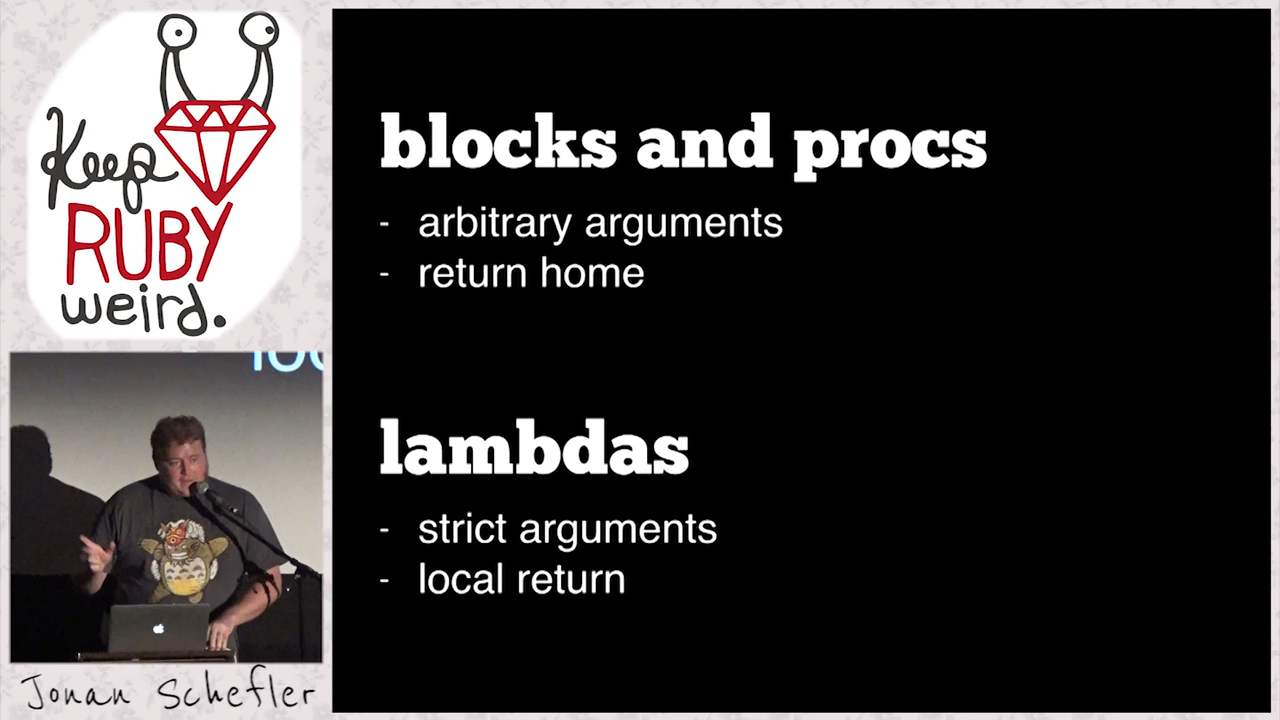 Keep
RUBY
weird.
blocks and procs
- arbitrary arguments
- return home
lambdas
- strict arguments
- local return
Jonan Schefler